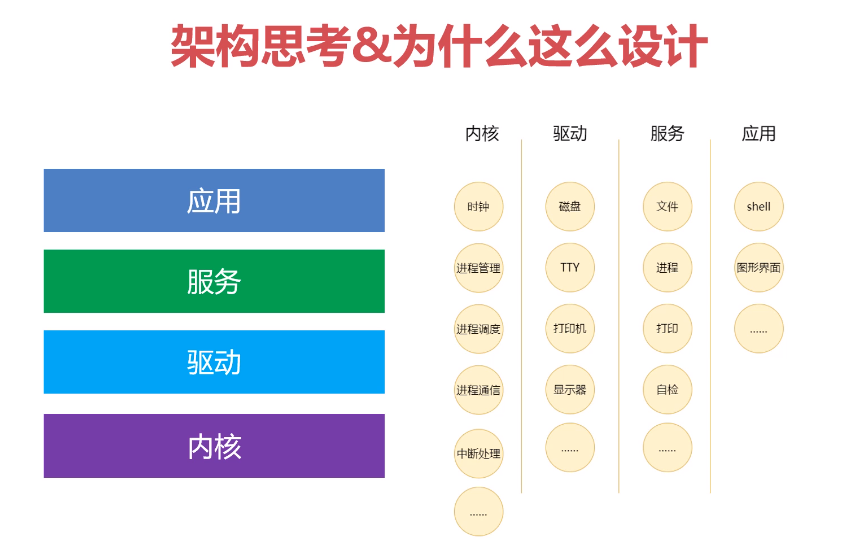 架构思考&为什么这么设计
应用
服务
驱动
内核
内核
驱动
服务
应用
时钟
磁盘
文件
shell
进程管理
TTY
进程
图形界面
进程调度
打印机
打印
......
进程通信
显示器
自检
中断处理
......
......
......